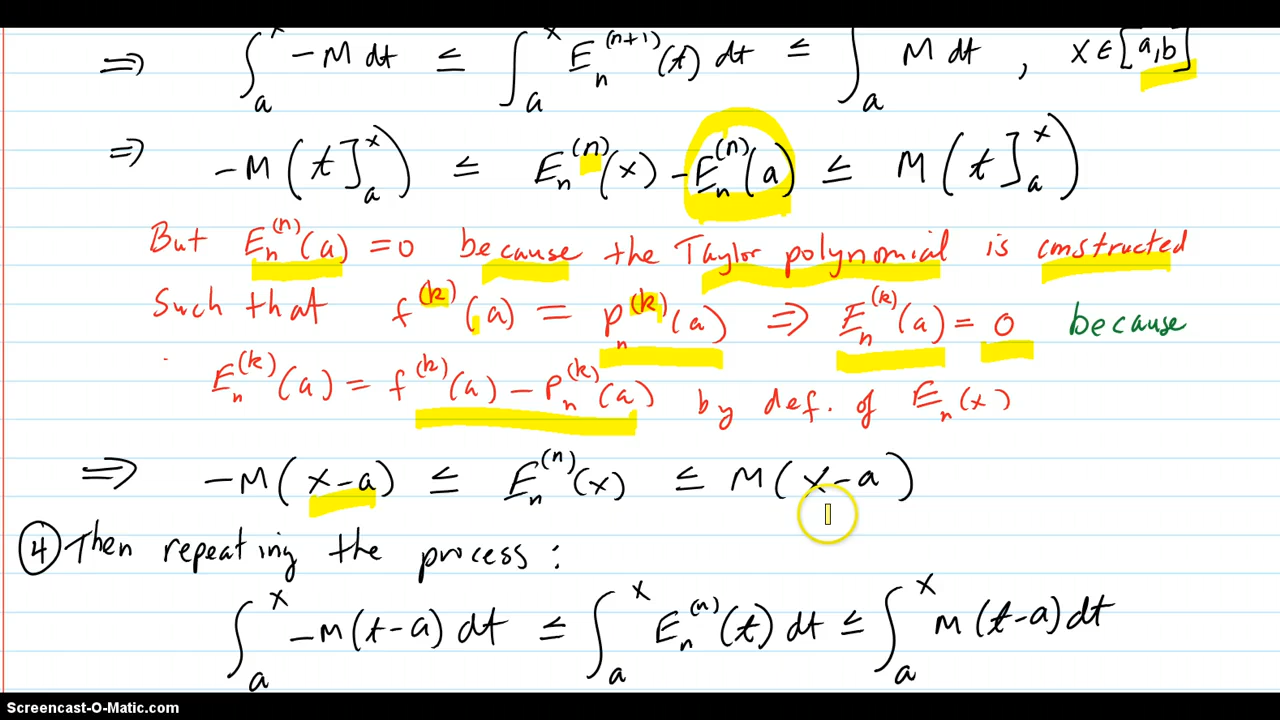 ⇒ ∫_a^x −M dt ≤ ∫_a^x E_n^(n+1)(t) dt ≤ ∫_a M dt , x ∈ [a,b]
⇒ −M(t]_a^x) ≤ E_n^(n)(x) − E_n^(n)(a) ≤ M(t]_a^x)
But E_n^(n)(a) = 0 because the Taylor polynomial is constructed
Such that f^(k)(a) = P_n^(k)(a) ⇒ E_n^(k)(a) = 0 because
E_n^(k)(a) = f^(k)(a) − P_n^(k)(a) by def. of E_n(x)
⇒ −M(x−a) ≤ E_n^(n)(x) ≤ M(x−a)
④ Then repeating the process:
∫_a^x −M(t−a) dt ≤ ∫_a^x E_n^(n)(t) dt ≤ ∫_a^x M(t−a) dt
Screencast-O-Matic.com